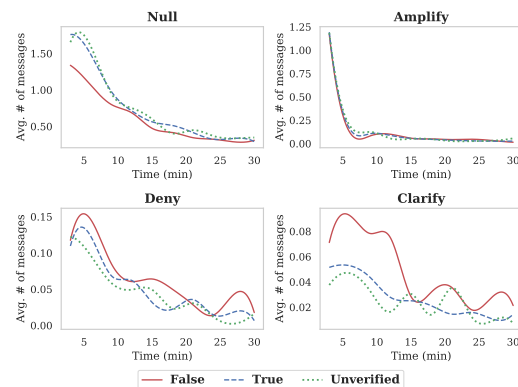 Null
Avg. # of messages
1.50
1.00
0.50
5 10 15 20 25 30
Time (min)
Amplify
Avg. # of messages
1.25
1.00
0.75
0.50
0.25
0.00
5 10 15 20 25 30
Time (min)
Deny
Avg. # of messages
0.15
0.10
0.05
0.00
5 10 15 20 25 30
Time (min)
Clarify
Avg. # of messages
0.08
0.06
0.04
0.02
5 10 15 20 25 30
Time (min)
False True Unverified